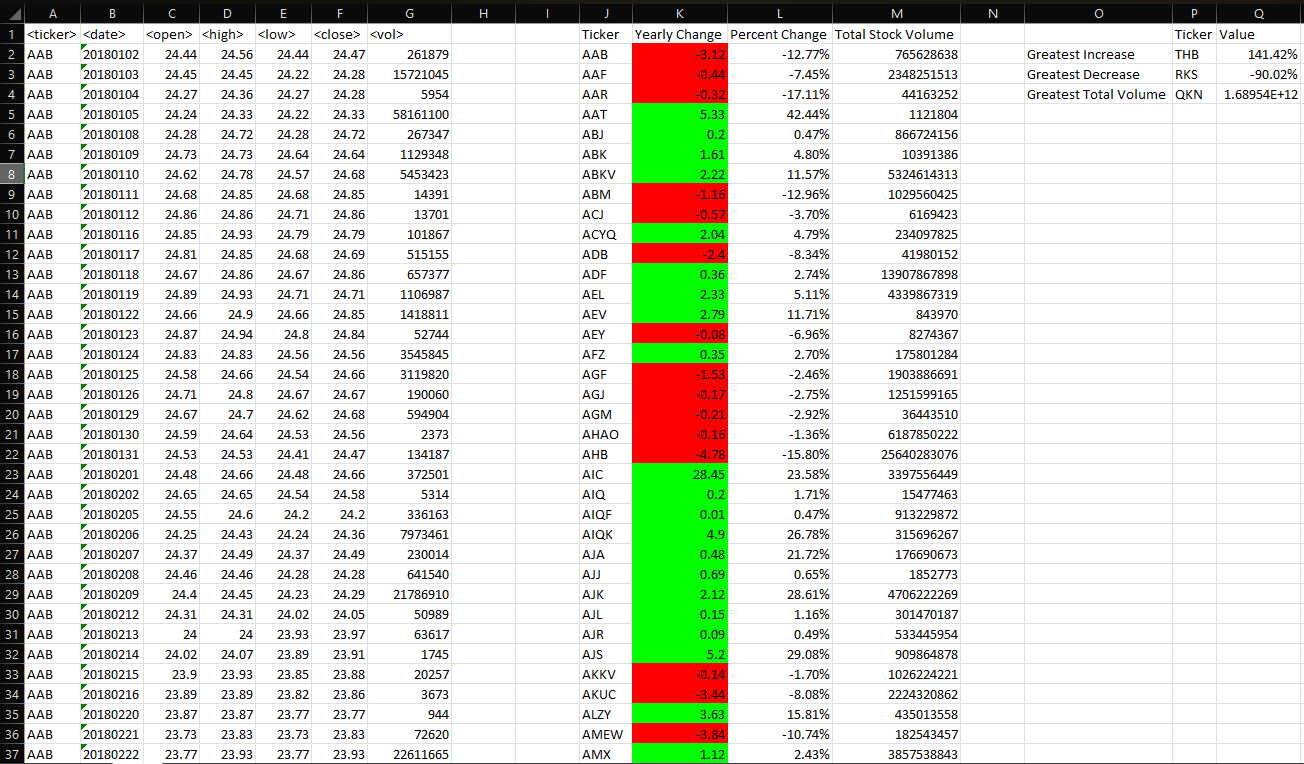 A B C D E F G H I J K L M N O P Q
1 <ticker> <date> <open> <high> <low> <close> <vol> Ticker Yearly Change Percent Change Total Stock Volume Ticker Value
2 AAB 20180102 24.44 24.56 24.44 24.47 261879 AAB -3.12 -12.77% 765628638 Greatest Increase THB 141.42%
3 AAB 20180103 24.45 24.45 24.22 24.28 15721045 AAF -0.44 -7.45% 2348251513 Greatest Decrease RKS -90.02%
4 AAB 20180104 24.27 24.36 24.27 24.28 5954 AAR -0.32 -17.11% 44163252 Greatest Total Volume QKN 1.68954E+12
5 AAB 20180105 24.24 24.33 24.22 24.33 58161100 AAT 5.33 42.44% 1121804
6 AAB 20180108 24.28 24.72 24.28 24.72 267347 ABJ 0.2 0.47% 866724156
7 AAB 20180109 24.73 24.73 24.64 24.64 1129348 ABK 1.61 4.80% 10391386
8 AAB 20180110 24.62 24.78 24.57 24.68 5453423 ABKV 2.22 11.57% 5324614313
9 AAB 20180111 24.68 24.85 24.68 24.85 14391 ABM -1.16 -12.96% 1029560425
10 AAB 20180112 24.86 24.86 24.71 24.86 13701 ACJ -0.57 -3.70% 6169423
11 AAB 20180116 24.85 24.93 24.79 24.79 101867 ACYQ 2.04 4.79% 234097825
12 AAB 20180117 24.81 24.85 24.68 24.69 515155 ADB -2.4 -8.34% 41980152
13 AAB 20180118 24.67 24.86 24.67 24.86 657377 ADF 0.36 2.74% 13907867898
14 AAB 20180119 24.89 24.93 24.71 24.71 1106987 AEL 2.33 5.11% 4339867319
15 AAB 20180122 24.66 24.9 24.66 24.85 1418811 AEV 2.79 11.71% 843970
16 AAB 20180123 24.87 24.94 24.8 24.84 52744 AEY -0.08 -6.96% 8274367
17 AAB 20180124 24.83 24.83 24.56 24.56 3545845 AFZ 0.35 2.70% 175801284
18 AAB 20180125 24.58 24.66 24.54 24.66 3119820 AGF -1.53 -2.46% 1903886691
19 AAB 20180126 24.71 24.8 24.67 24.67 190060 AGJ -0.17 -2.75% 1251599165
20 AAB 20180129 24.67 24.7 24.62 24.68 594904 AGM -0.21 -2.92% 36443510
21 AAB 20180130 24.59 24.64 24.53 24.56 2373 AHAO -0.16 -1.36% 6187850222
22 AAB 20180131 24.53 24.53 24.41 24.47 134187 AHB -4.78 -15.80% 25640283076
23 AAB 20180201 24.48 24.66 24.48 24.66 372501 AIC 28.45 23.58% 3397556449
24 AAB 20180202 24.65 24.65 24.54 24.58 5314 AIQ 0.2 1.71% 15477463
25 AAB 20180205 24.55 24.6 24.2 24.2 336163 AIQF 0.01 0.47% 913229872
26 AAB 20180206 24.25 24.43 24.24 24.36 7973461 AIQK 4.9 26.78% 315696267
27 AAB 20180207 24.37 24.49 24.37 24.49 230014 AJA 0.48 21.72% 176690673
28 AAB 20180208 24.46 24.46 24.28 24.28 641540 AJJ 0.69 0.65% 1852773
29 AAB 20180209 24.4 24.45 24.23 24.29 21786910 AJK 2.12 28.61% 4706222269
30 AAB 20180212 24.31 24.31 24.02 24.05 50989 AJL 0.15 1.16% 301470187
31 AAB 20180213 24 24 23.93 23.97 63617 AJR 0.09 0.49% 533445954
32 AAB 20180214 24.02 24.07 23.89 23.91 1745 AJS 5.2 29.08% 909864878
33 AAB 20180215 23.9 23.93 23.85 23.88 20257 AKKV -0.14 -1.70% 1026224221
34 AAB 20180216 23.89 23.89 23.82 23.86 3673 AKUC -3.44 -8.08% 2224320862
35 AAB 20180220 23.87 23.87 23.77 23.77 944 ALZY 3.63 15.81% 435013558
36 AAB 20180221 23.73 23.83 23.73 23.83 72620 AMEW -3.84 -10.74% 182543457
37 AAB 20180222 23.77 23.93 23.77 23.93 22611665 AMX 1.12 2.43% 3857538843